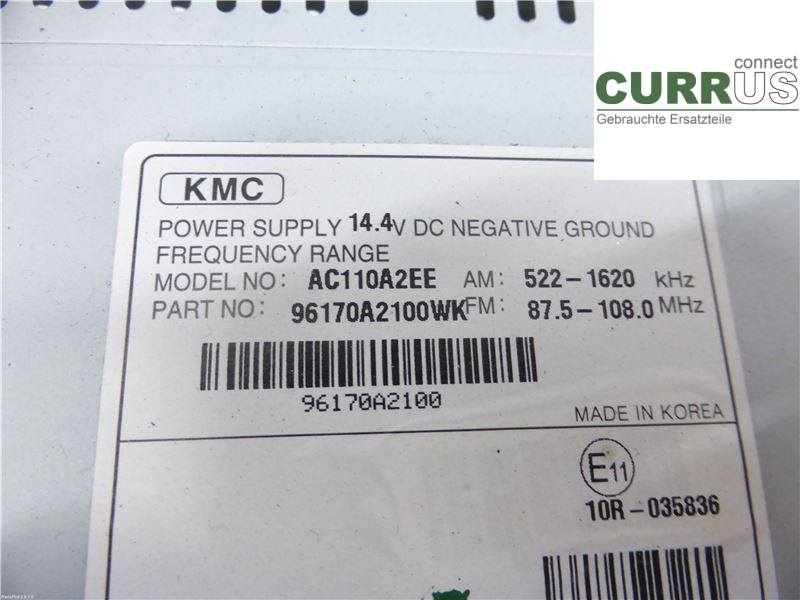 connect
CURRUS
Gebrauchte Ersatzteile
KMC
POWER SUPPLY 14.4V DC NEGATIVE GROUND
FREQUENCY RANGE
MODEL NO: AC110A2EE AM: 522-1620 kHz
PART NO: 96170A2100WK FM: 87.5-108.0 MHz
96170A2100
MADE IN KOREA
E11
10R-035836